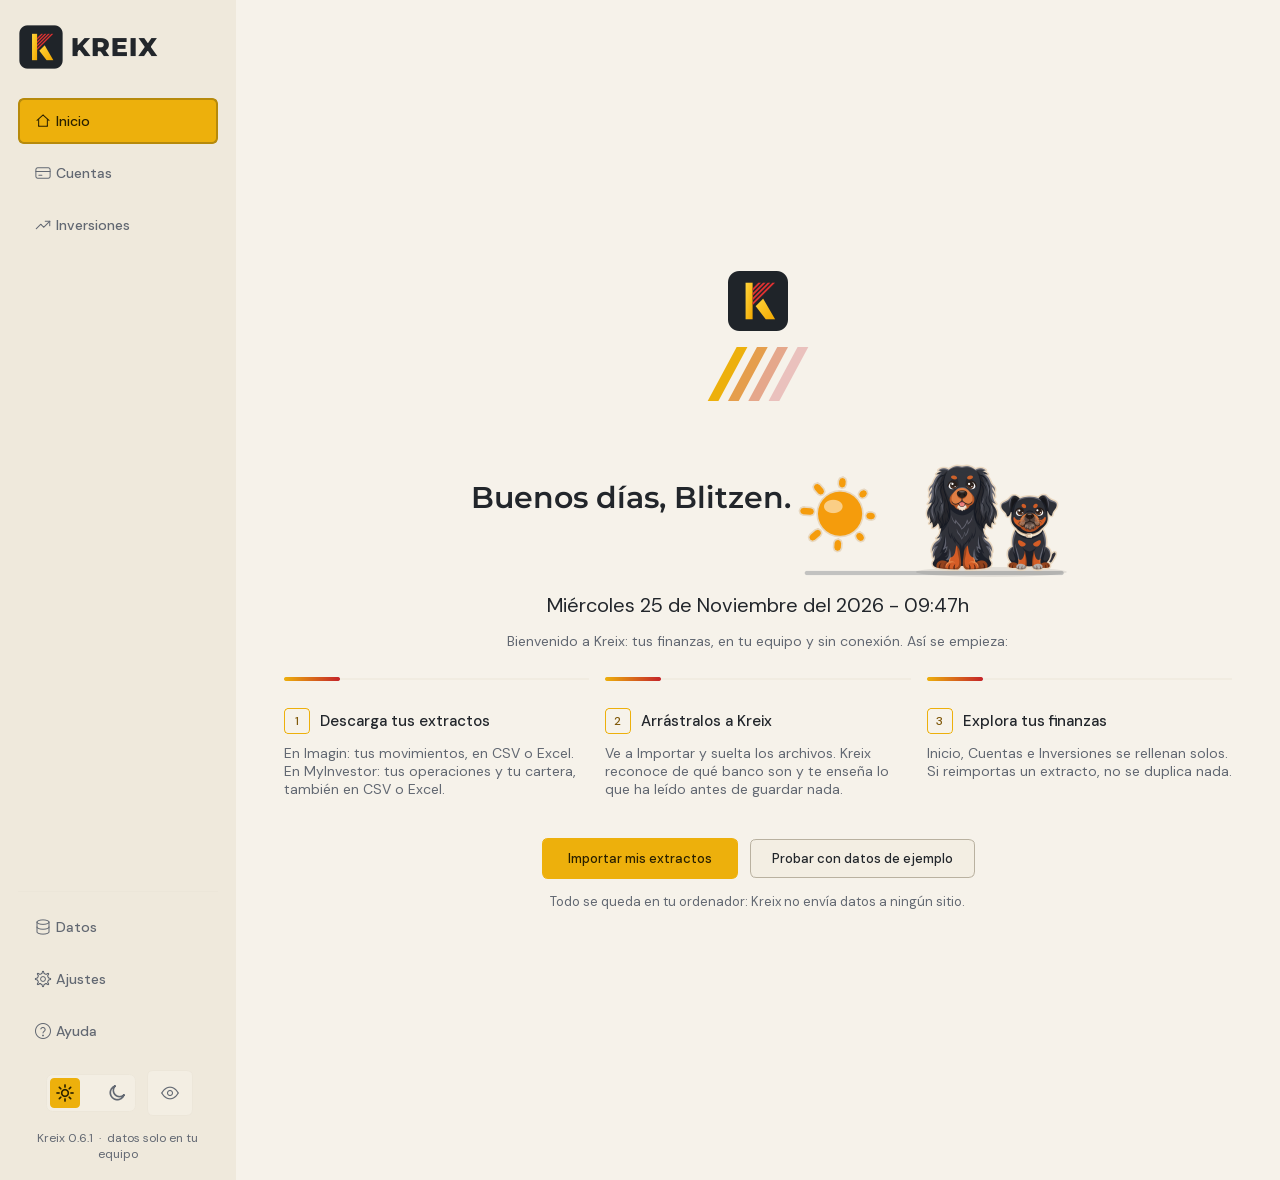 KREIX
Inicio
Cuentas
Inversiones
Buenos días, Blitzen.
Miércoles 25 de Noviembre del 2026 - 09:47h
Bienvenido a Kreix: tus finanzas, en tu equipo y sin conexión. Así se empieza:
1 Descarga tus extractos
En Imagin: tus movimientos, en CSV o Excel.
En MyInvestor: tus operaciones y tu cartera,
también en CSV o Excel.
2 Arrástralos a Kreix
Ve a Importar y suelta los archivos. Kreix
reconoce de qué banco son y te enseña lo
que ha leído antes de guardar nada.
3 Explora tus finanzas
Inicio, Cuentas e Inversiones se rellenan solos.
Si reimportas un extracto, no se duplica nada.
Importar mis extractos
Probar con datos de ejemplo
Todo se queda en tu ordenador: Kreix no envía datos a ningún sitio.
Datos
Ajustes
Ayuda
Kreix 0.6.1 · datos solo en tu
equipo